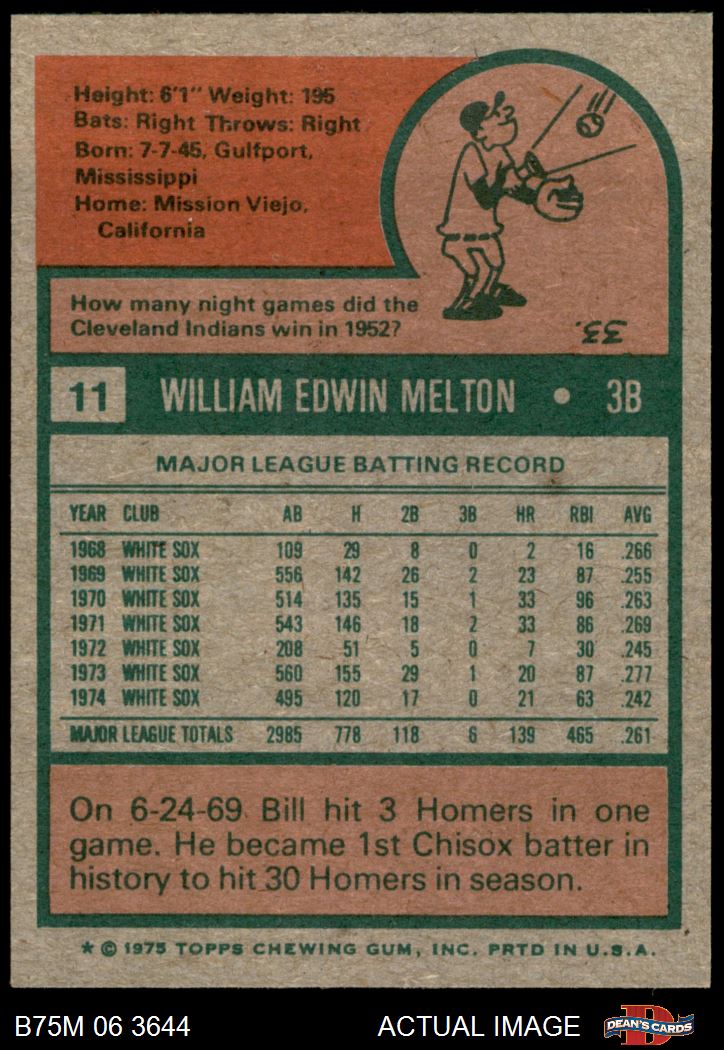 Height: 6'1" Weight: 195
Bats: Right Throws: Right
Born: 7-7-45, Gulfport,
Mississippi
Home: Mission Viejo,
California
How many night games did the
Cleveland Indians win in 1952?
33.
11 WILLIAM EDWIN MELTON • 3B
MAJOR LEAGUE BATTING RECORD
YEAR CLUB AB H 2B 3B HR RBI AVG
1968 WHITE SOX 109 29 8 0 2 16 .266
1969 WHITE SOX 556 142 26 2 23 87 .255
1970 WHITE SOX 514 135 15 1 33 96 .263
1971 WHITE SOX 543 146 18 2 33 86 .269
1972 WHITE SOX 208 51 5 0 7 30 .245
1973 WHITE SOX 560 155 29 1 20 87 .277
1974 WHITE SOX 495 120 17 0 21 63 .242
MAJOR LEAGUE TOTALS 2985 778 118 6 139 465 .261
On 6-24-69 Bill hit 3 Homers in one
game. He became 1st Chisox batter in
history to hit 30 Homers in season.
* © 1975 TOPPS CHEWING GUM, INC. PRTD IN U.S.A.
B75M 06 3644 ACTUAL IMAGE D DEAN'S CARDS